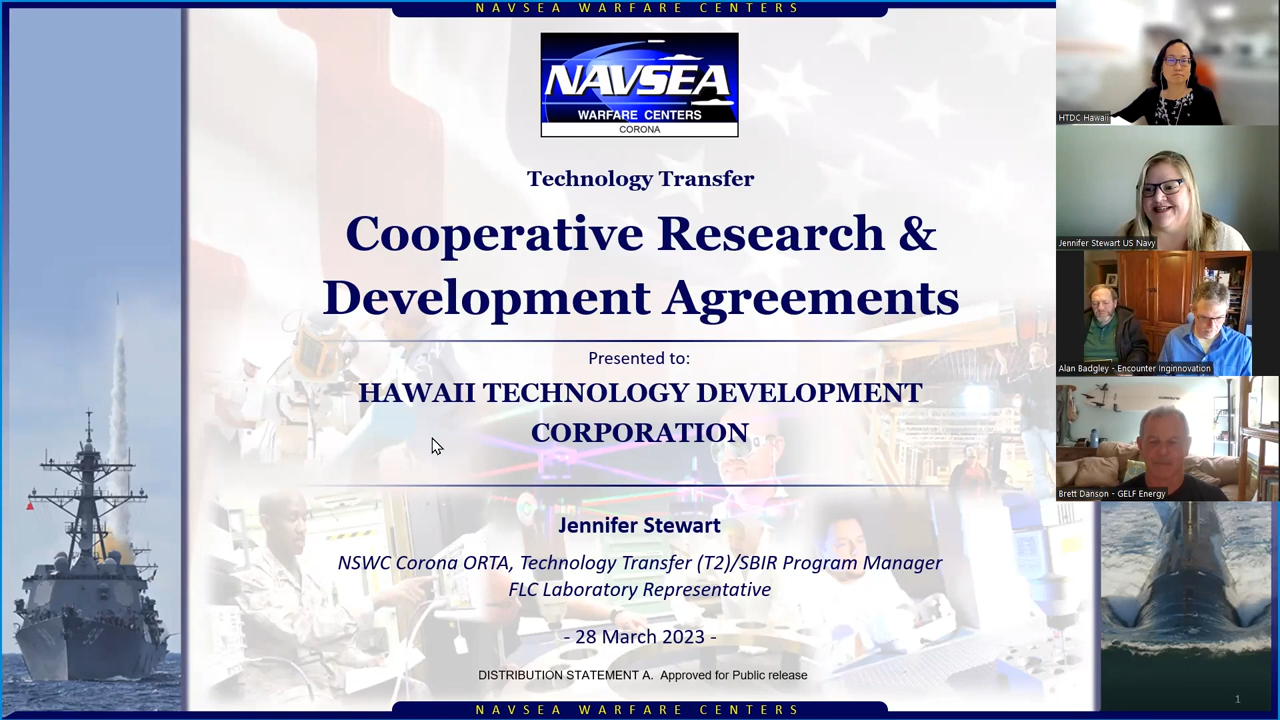 NAVSEA WARFARE CENTERS
NAVSEA
WARFARE CENTERS
CORONA
Technology Transfer
Cooperative Research &
Development Agreements
Presented to:
HAWAII TECHNOLOGY DEVELOPMENT
CORPORATION
Jennifer Stewart
NSWC Corona ORTA, Technology Transfer (T2)/SBIR Program Manager
FLC Laboratory Representative
- 28 March 2023 -
DISTRIBUTION STATEMENT A. Approved for Public release
NAVSEA WARFARE CENTERS
HTDC Hawaii
Jennifer Stewart US Navy
Alan Badgley - Encounter Inginnovation
Brett Danson - GELF Energy
1